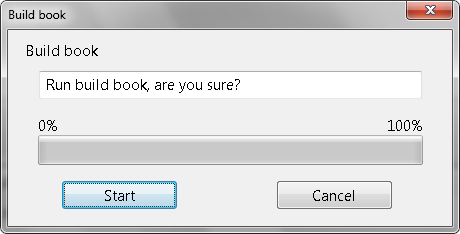 Build book
Build book
Run build book, are you sure?
0% 100%
Start Cancel